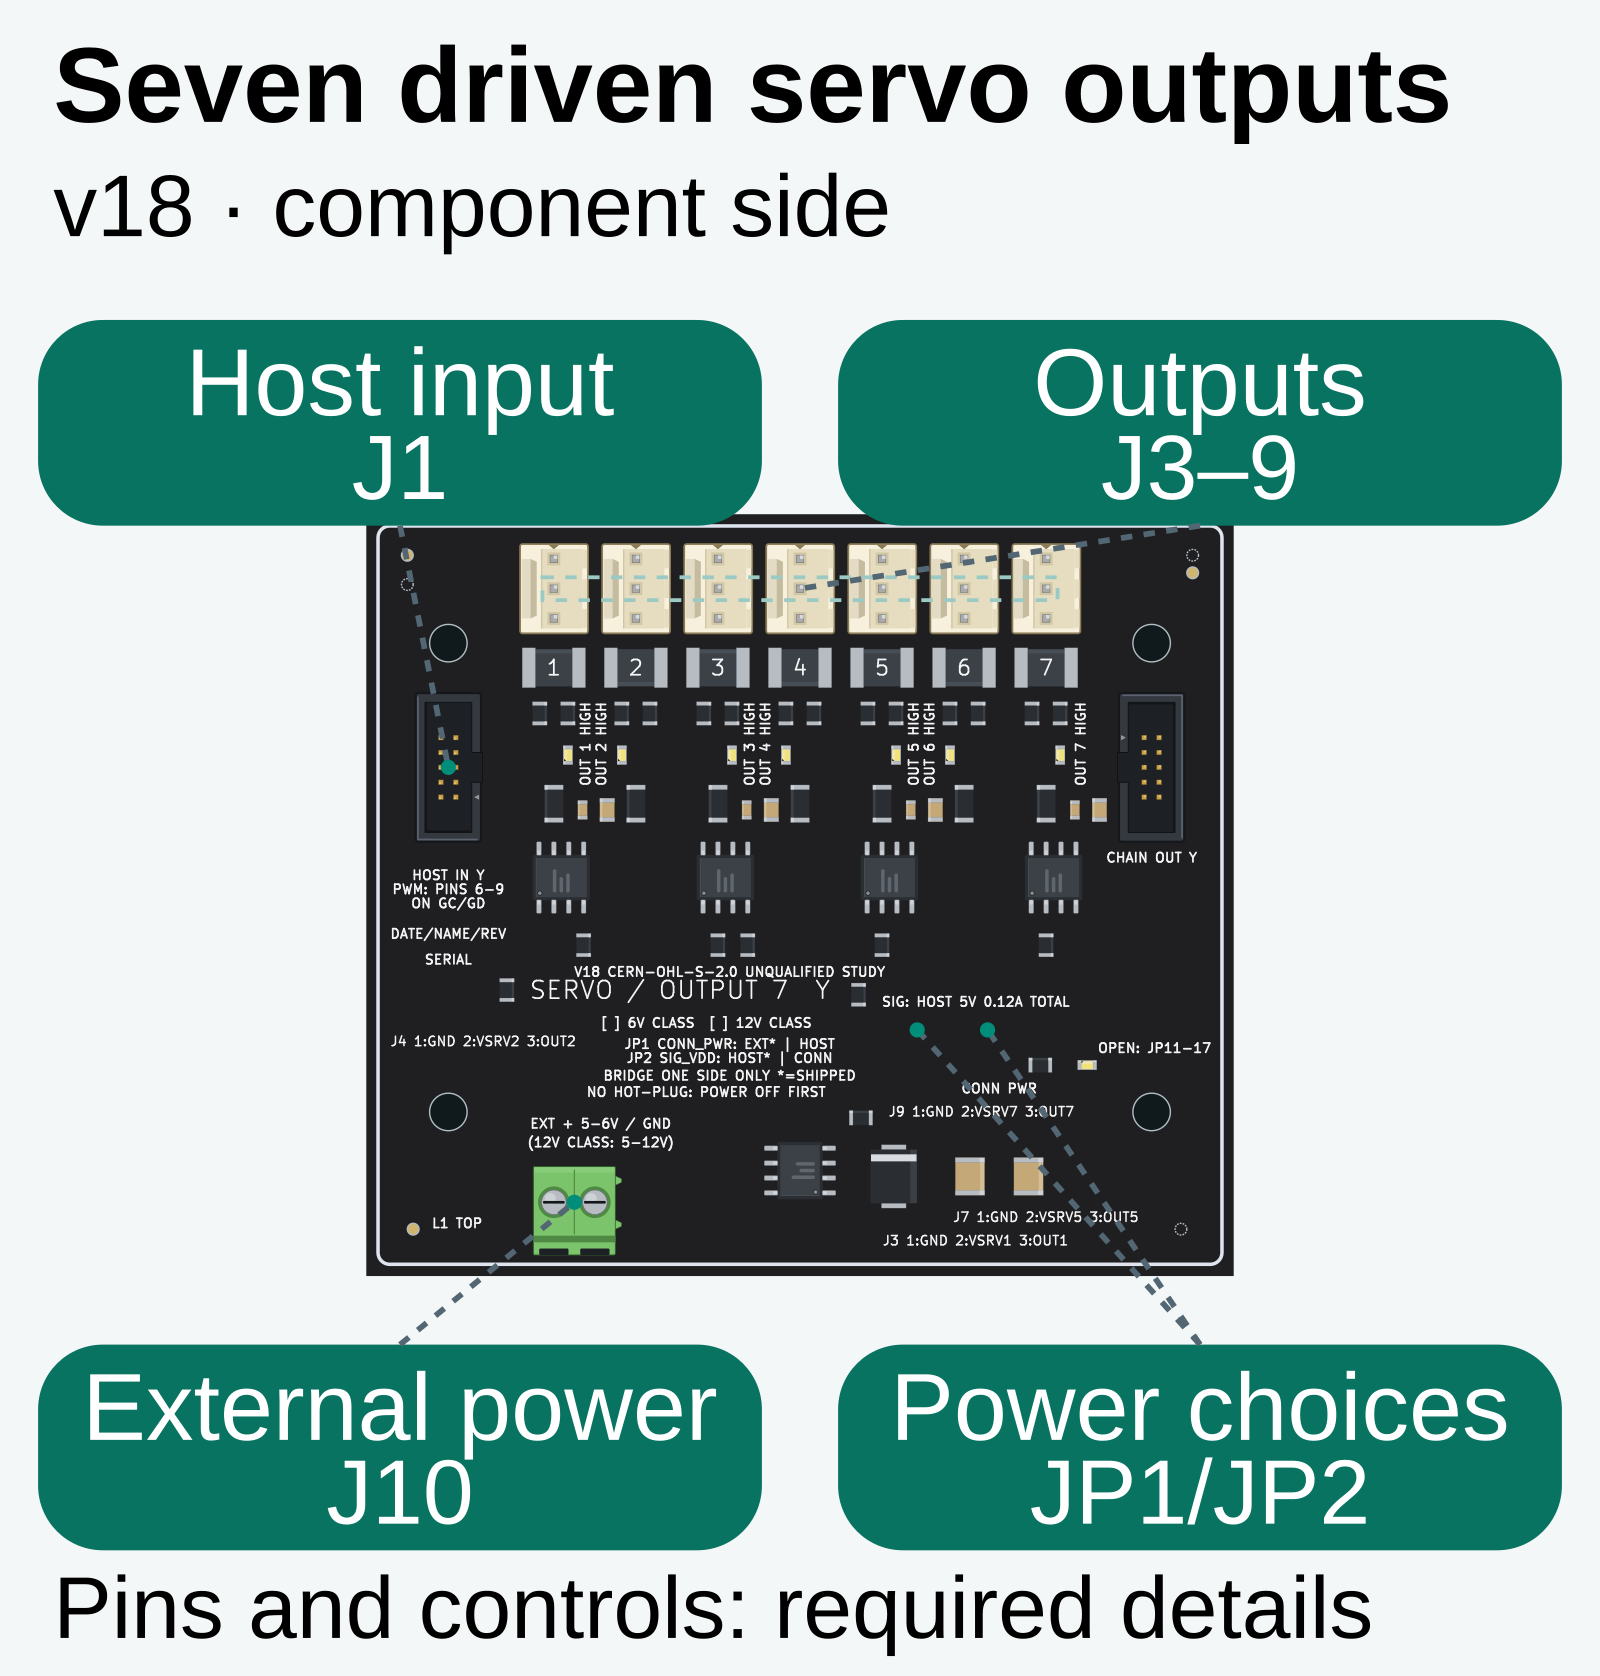 Seven driven servo outputs
v18 · component side
Host input
J1
Outputs
J3–9
1 2 3 4 5 6 7
OUT 1 HIGH
OUT 2 HIGH
OUT 3 HIGH
OUT 4 HIGH
OUT 5 HIGH
OUT 6 HIGH
OUT 7 HIGH
CHAIN OUT Y
HOST IN Y
PWM: PINS 6-9
ON GC/GD
DATE/NAME/REV
SERIAL
V18 CERN-OHL-S-2.0 UNQUALIFIED STUDY
SERVO / OUTPUT 7 Y
SIG: HOST 5V 0.12A TOTAL
[ ] 6V CLASS [ ] 12V CLASS
J4 1:GND 2:VSRV2 3:OUT2
JP1 CONN_PWR: EXT* | HOST
JP2 SIG_VDD: HOST* | CONN
OPEN: JP11-17
BRIDGE ONE SIDE ONLY *=SHIPPED
NO HOT-PLUG: POWER OFF FIRST
CONN PWR
J9 1:GND 2:VSRV7 3:OUT7
EXT + 5-6V / GND
(12V CLASS: 5-12V)
L1 TOP
J7 1:GND 2:VSRV5 3:OUT5
J3 1:GND 2:VSRV1 3:OUT1
External power
J10
Power choices
JP1/JP2
Pins and controls: required details